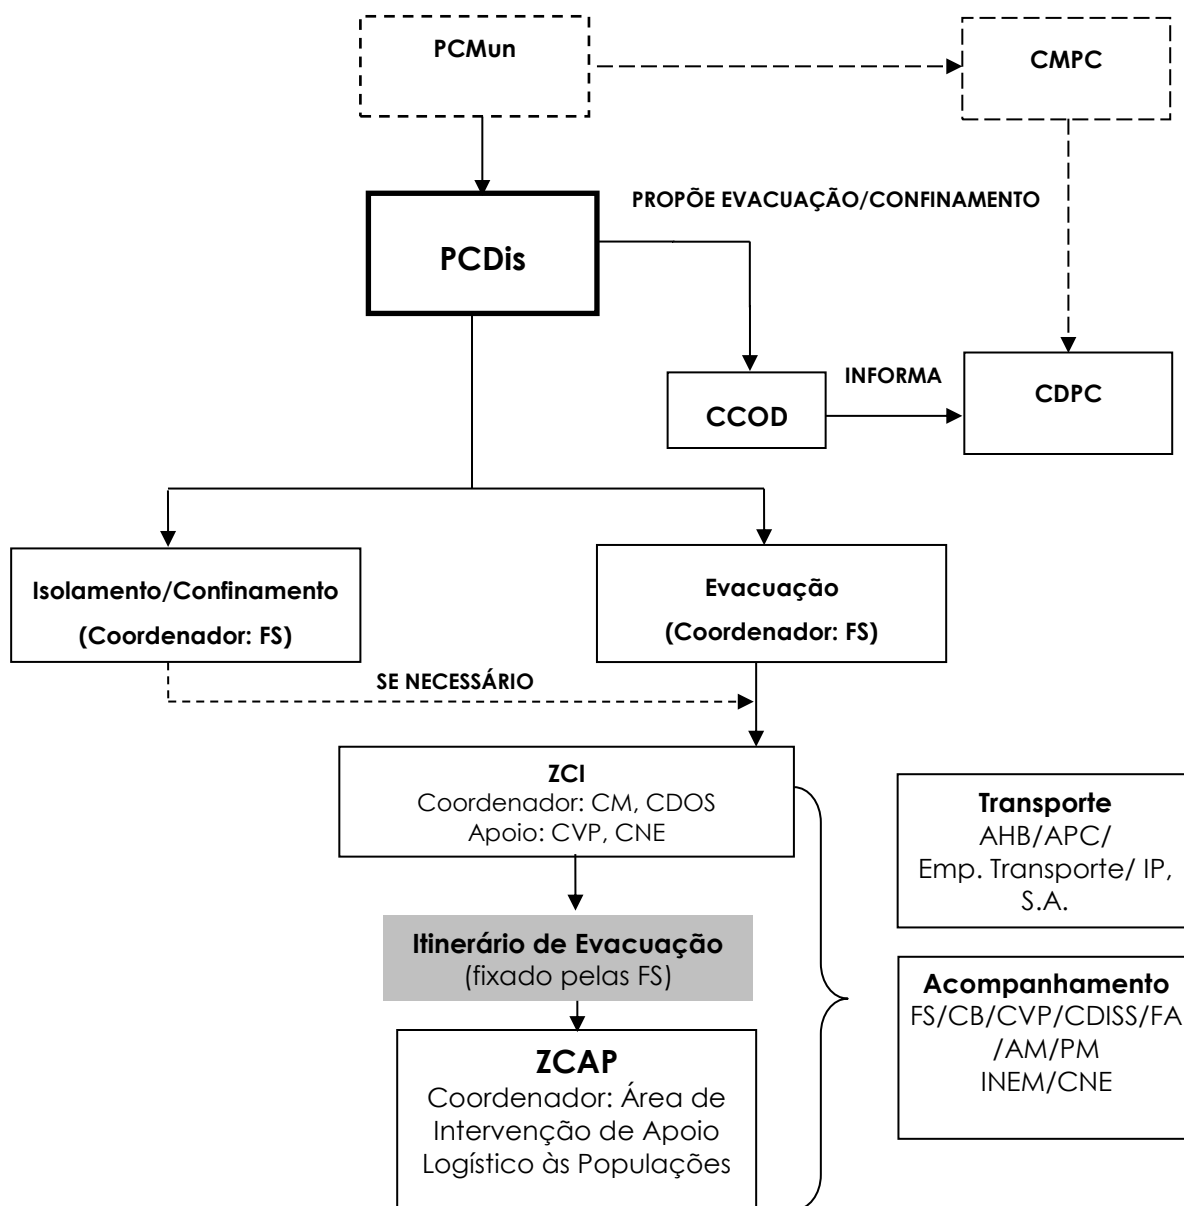 PCMun
CMPC
PROPÕE EVACUAÇÃO/CONFINAMENTO
PCDis
INFORMA
CCOD
CDPC
Isolamento/Confinamento
(Coordenador: FS)
Evacuação
(Coordenador: FS)
SE NECESSÁRIO
ZCI
Coordenador: CM, CDOS
Apoio: CVP, CNE
Itinerário de Evacuação
(fixado pelas FS)
ZCAP
Coordenador: Área de
Intervenção de Apoio
Logístico às Populações
Transporte
AHB/APC/
Emp. Transporte/ IP,
S.A.
Acompanhamento
FS/CB/CVP/CDISS/FA
/AM/PM
INEM/CNE